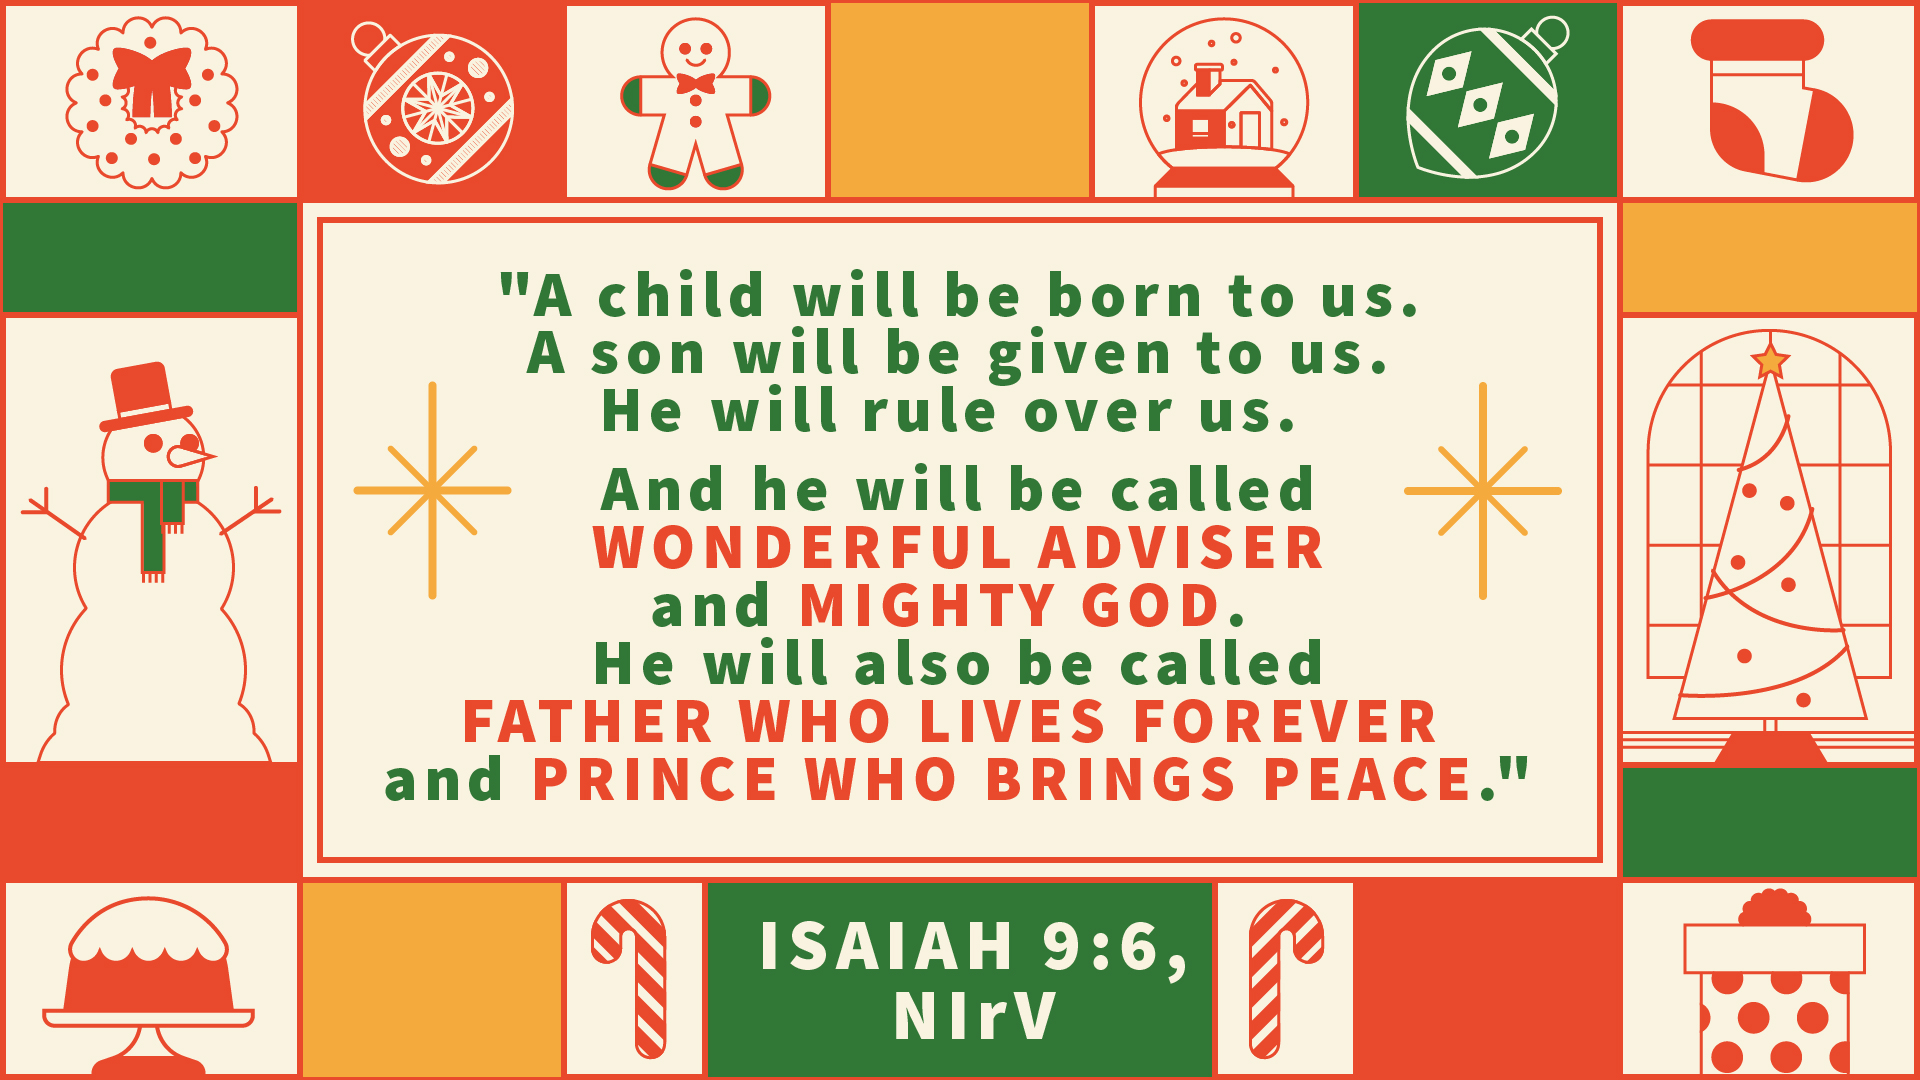 "A child will be born to us.
A son will be given to us.
He will rule over us.
And he will be called
WONDERFUL ADVISER
and MIGHTY GOD.
He will also be called
FATHER WHO LIVES FOREVER
and PRINCE WHO BRINGS PEACE."
ISAIAH 9:6,
NIrV